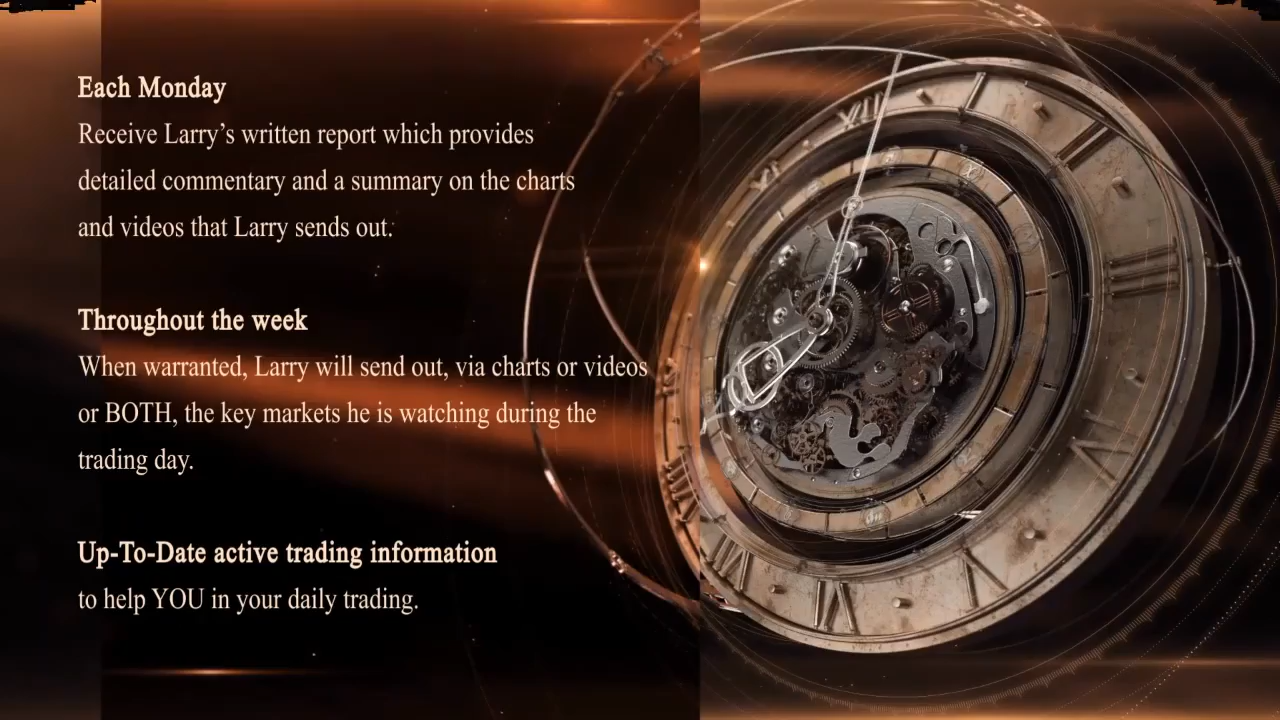 Each Monday
Receive Larry’s written report which provides
detailed commentary and a summary on the charts
and videos that Larry sends out.
Throughout the week
When warranted, Larry will send out, via charts or videos
or BOTH, the key markets he is watching during the
trading day.
Up-To-Date active trading information
to help YOU in your daily trading.